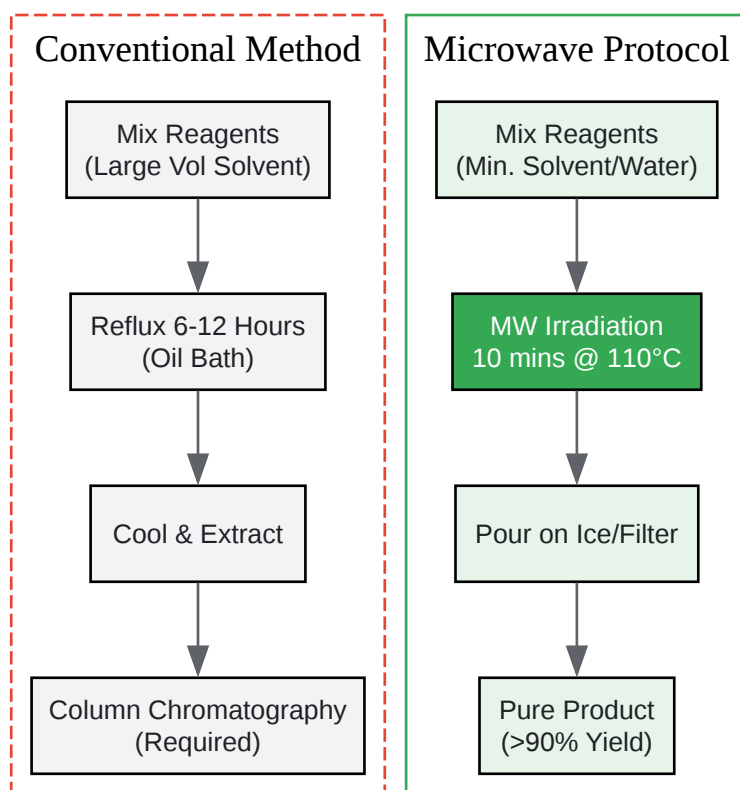 Conventional Method
Mix Reagents
(Large Vol Solvent)
Reflux 6-12 Hours
(Oil Bath)
Cool & Extract
Column Chromatography
(Required)
Microwave Protocol
Mix Reagents
(Min. Solvent/Water)
MW Irradiation
10 mins @ 110°C
Pour on Ice/Filter
Pure Product
(>90% Yield)